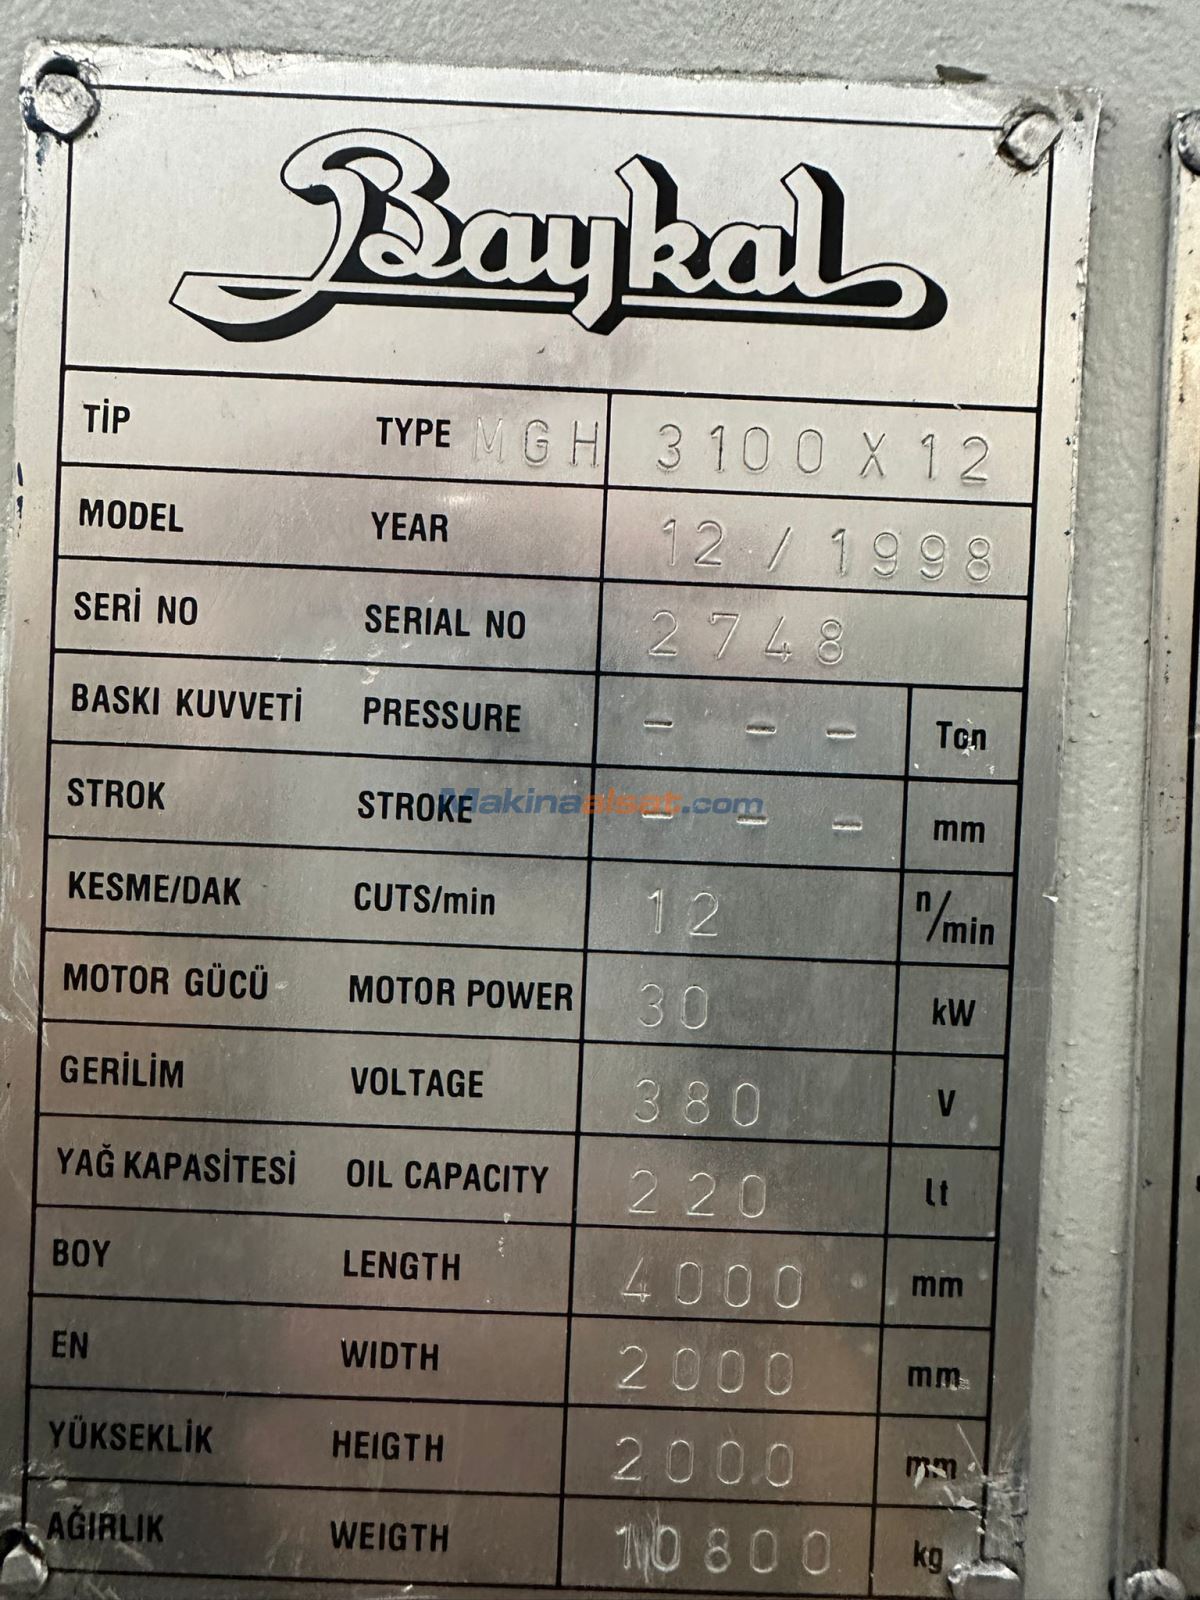 Baykal
TİP TYPE MGH 3100 X 12
MODEL YEAR 12 / 1998
SERİ NO SERIAL NO 2748
BASKI KUVVETİ PRESSURE - - - Ton
STROK STROKE - - - mm
Makinaalsat.com
KESME/DAK CUTS/min 12 n/min
MOTOR GÜCÜ MOTOR POWER 30 kW
GERİLİM VOLTAGE 380 V
YAĞ KAPASİTESİ OIL CAPACITY 220 Lt
BOY LENGTH 4000 mm
EN WIDTH 2000 mm
YÜKSEKLİK HEIGTH 2000 mm
AĞIRLIK WEIGTH 10800 kg